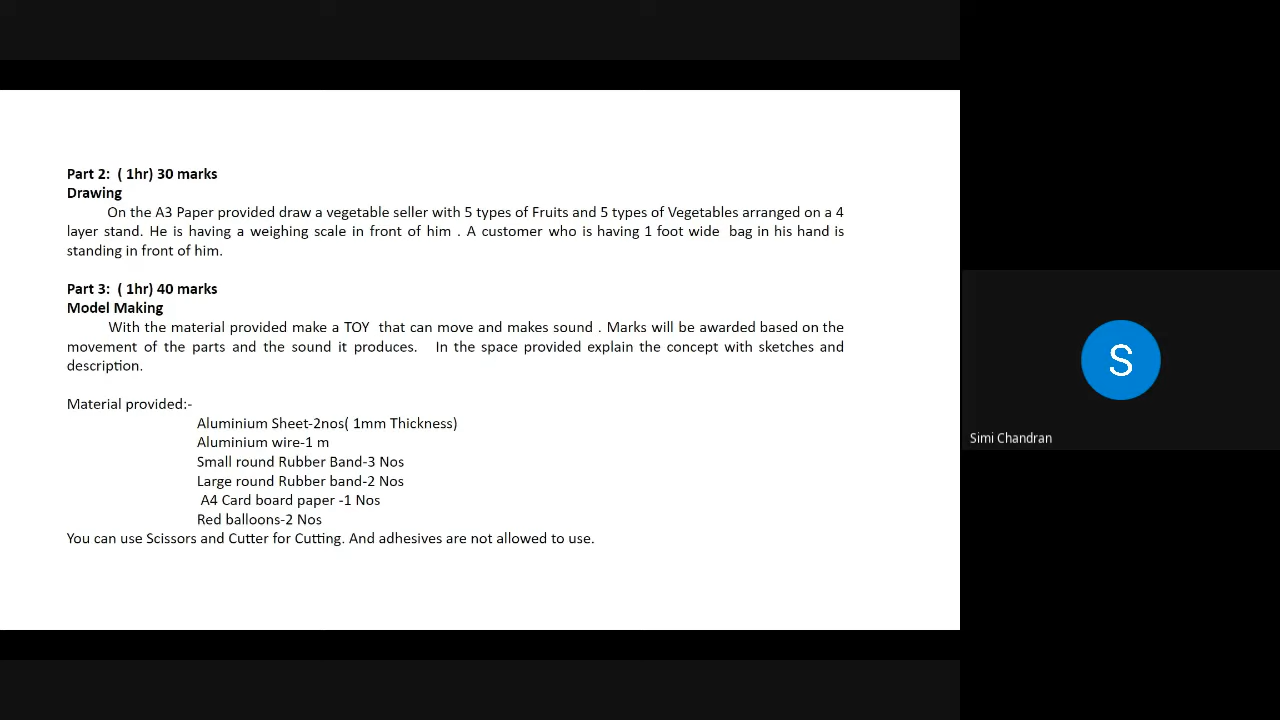 Part 2:  ( 1hr) 30 marks
Drawing
On the A3 Paper provided draw a vegetable seller with 5 types of Fruits and 5 types of Vegetables arranged on a 4
layer stand. He is having a weighing scale in front of him . A customer who is having 1 foot wide  bag in his hand is
standing in front of him.
Part 3:  ( 1hr) 40 marks
Model Making
With the material provided make a TOY  that can move and makes sound . Marks will be awarded based on the
movement of the parts and the sound it produces.   In the space provided explain the concept with sketches and
description.
Material provided:-
Aluminium Sheet-2nos( 1mm Thickness)
Aluminium wire-1 m
Small round Rubber Band-3 Nos
Large round Rubber band-2 Nos
A4 Card board paper -1 Nos
Red balloons-2 Nos
You can use Scissors and Cutter for Cutting. And adhesives are not allowed to use.
S
Simi Chandran